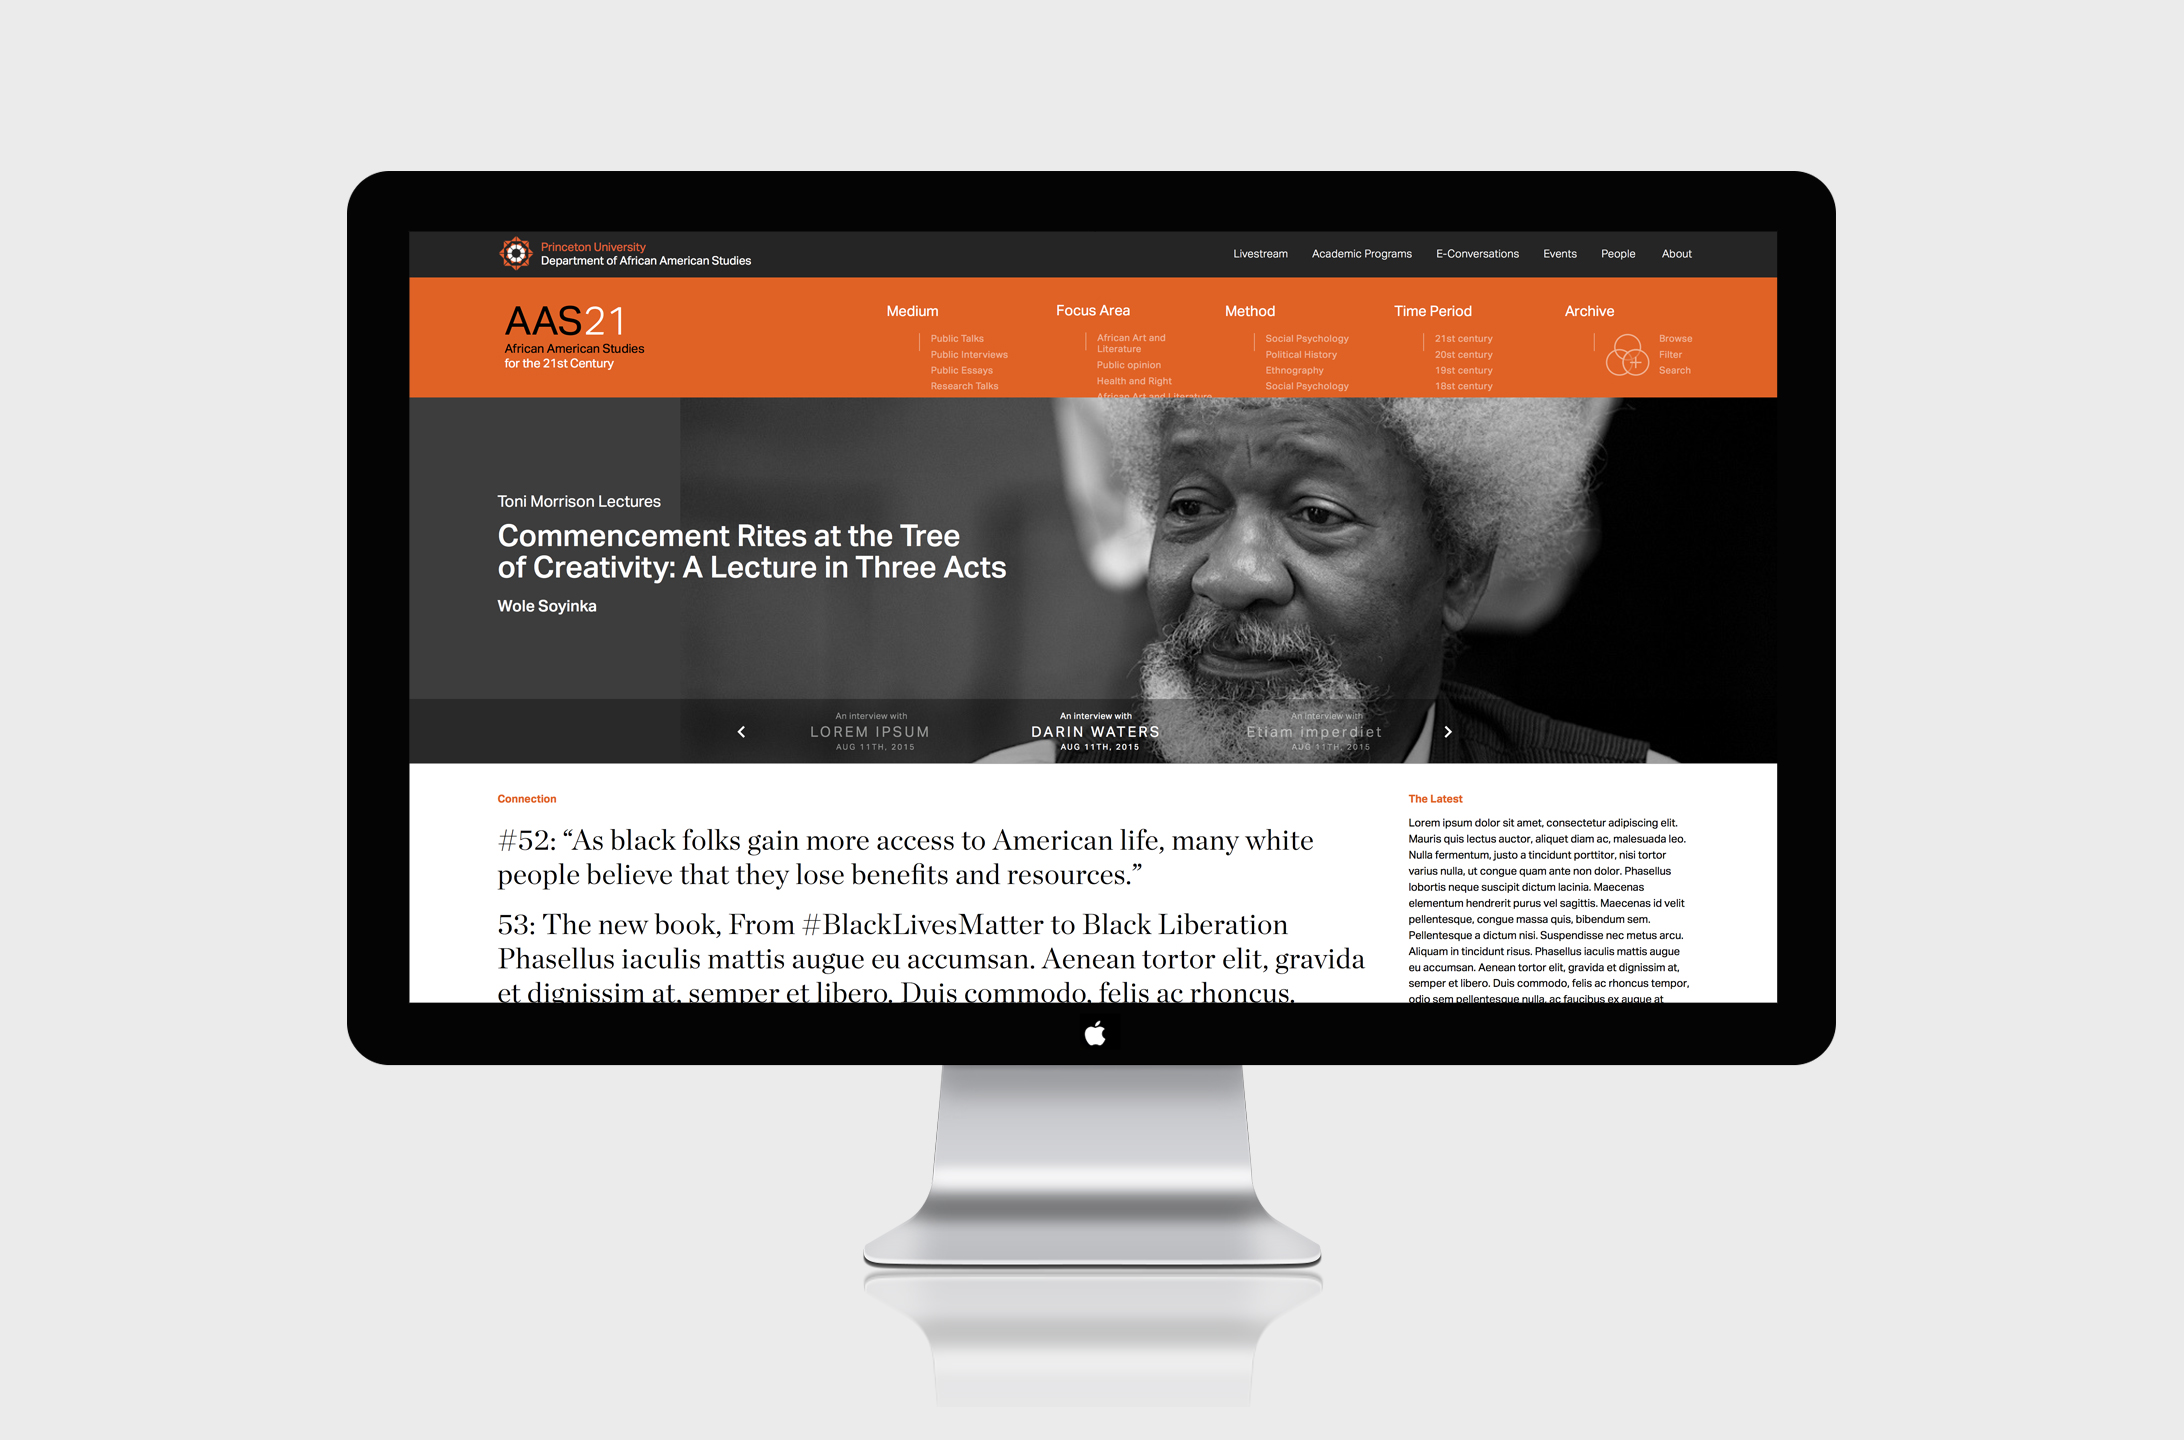 Princeton University
Department of African American Studies
Livestream
Academic Programs
E-Conversations
Events
People
About
AAS21
African American Studies
for the 21st Century
Medium
Public Talks
Public Interviews
Public Essays
Research Talks
Focus Area
African Art and
Literature
Public opinion
Health and Right
African Art and Literature
Method
Social Psychology
Political History
Ethnography
Social Psychology
Time Period
21st century
20st century
19st century
18st century
Archive
Browse
Filter
Search
Toni Morrison Lectures
Commencement Rites at the Tree
of Creativity: A Lecture in Three Acts
Wole Soyinka
An interview with
LOREM IPSUM
AUG 11TH, 2015
An interview with
DARIN WATERS
AUG 11TH, 2015
An interview with
Etiam imperdiet
AUG 11TH, 2015
Connection
#52: “As black folks gain more access to American life, many white
people believe that they lose benefits and resources.”
53: The new book, From #BlackLivesMatter to Black Liberation
Phasellus iaculis mattis augue eu accumsan. Aenean tortor elit, gravida
et dignissim at, semper et libero. Duis commodo, felis ac rhoncus.
The Latest
Lorem ipsum dolor sit amet, consectetur adipiscing elit.
Mauris quis lectus auctor, aliquet diam ac, malesuada leo.
Nulla fermentum, justo a tincidunt porttitor, nisi tortor
varius nulla, ut congue quam ante non dolor. Phasellus
lobortis neque suscipit dictum lacinia. Maecenas
elementum hendrerit purus vel sagittis. Maecenas id velit
pellentesque, congue massa quis, bibendum sem.
Pellentesque a dictum nisi. Suspendisse nec metus arcu.
Aliquam in tincidunt risus. Phasellus iaculis mattis augue
eu accumsan. Aenean tortor elit, gravida et dignissim at,
semper et libero. Duis commodo, felis ac rhoncus tempor,
odio sem pellentesque nulla, ac faucibus ex augue at